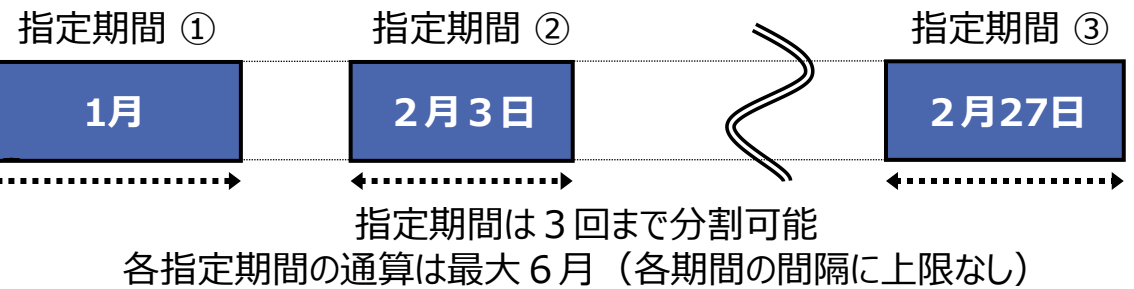 指定期間 ① 指定期間 ② 指定期間 ③
1月 ２月３日 ２月27日
指定期間は３回まで分割可能
各指定期間の通算は最大６月（各期間の間隔に上限なし）